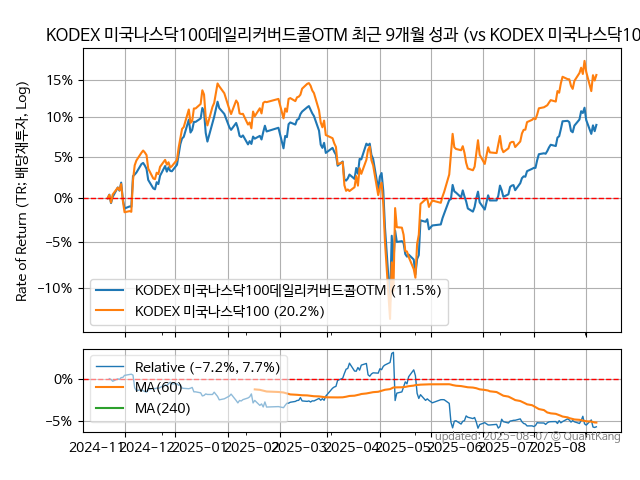 KODEX 미국나스닥100데일리커버드콜OTM 최근 9개월 성과 (vs KODEX 미국나스닥10
Rate of Return (TR: 배당재투자, Log)
15%
10%
5%
0%
−5%
−10%
KODEX 미국나스닥100데일리커버드콜OTM (11.5%)
KODEX 미국나스닥100 (20.2%)
0%
−5%
Relative (−7.2%, 7.7%)
MA(60)
MA(240)
2024−11 2024−12 2025−01 2025−02 2025−03 2025−04 2025−05 2025−06 2025−07 2025−08
updated: 2025−08−07 © QuantKang